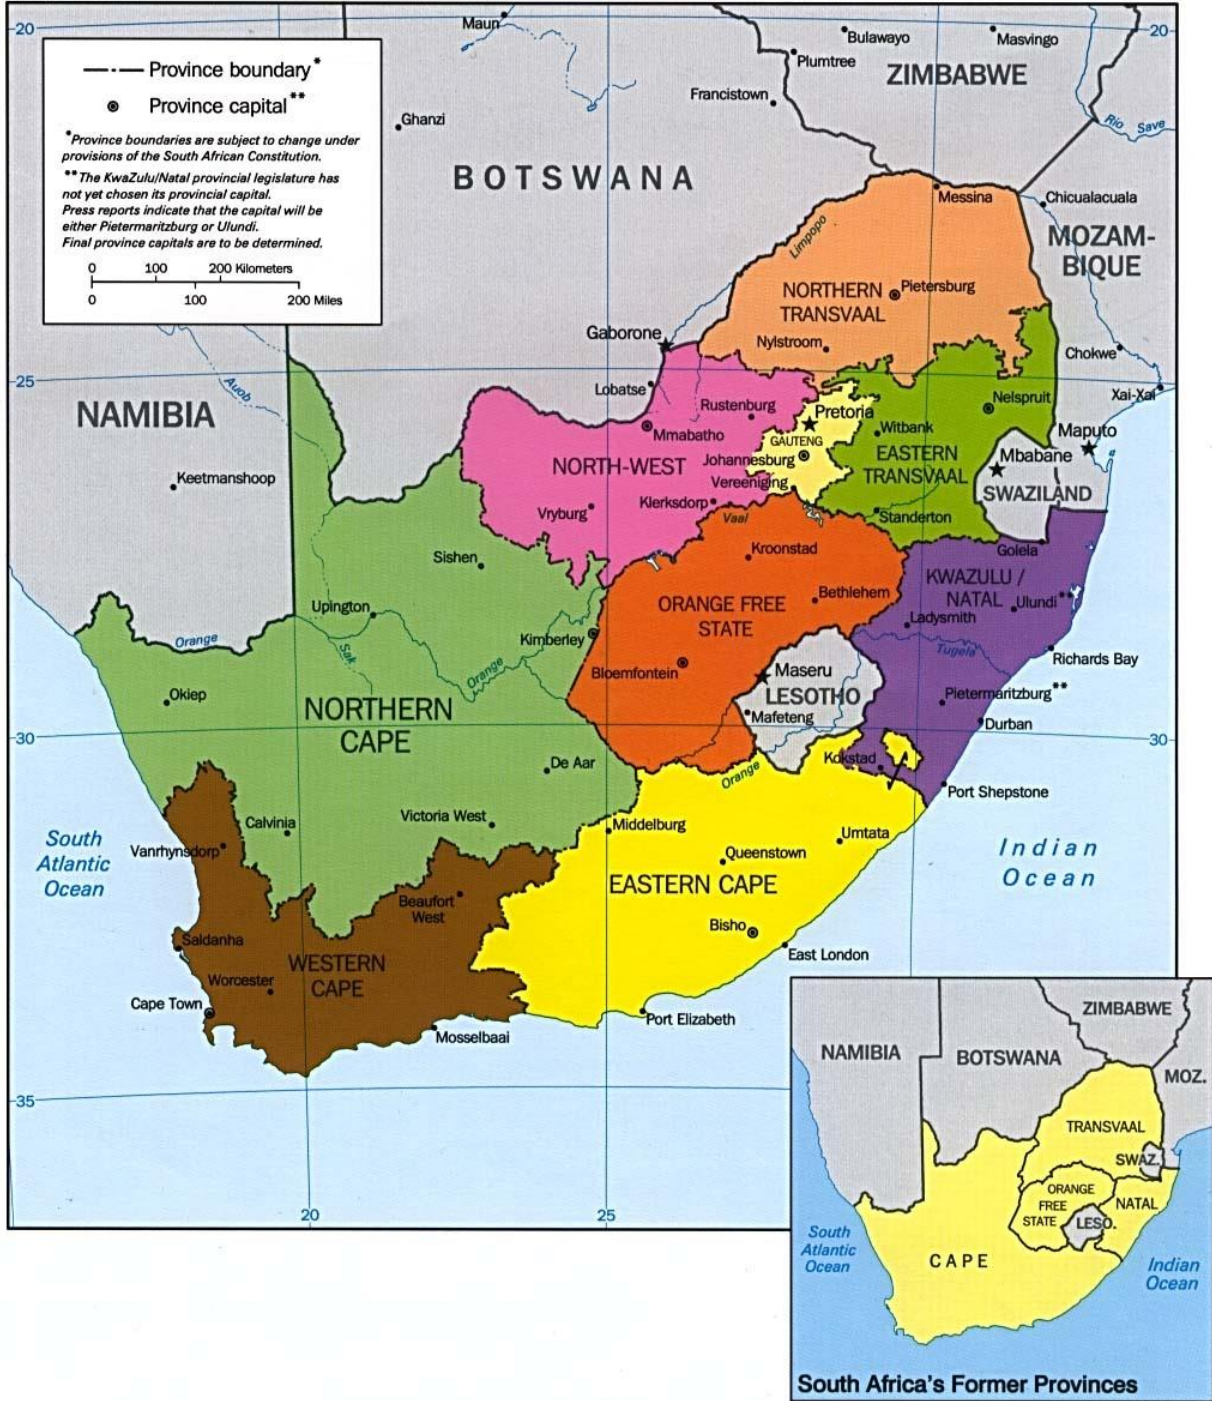 20
Maun
Bulawayo
Masvingo
20
Plumtree
ZIMBABWE
Francistown
Rio Save
Province boundary*
Province capital**
*Province boundaries are subject to change under
provisions of the South African Constitution.
**The KwaZulu/Natal provincial legislature has
not yet chosen its provincial capital.
Press reports indicate that the capital will be
either Pietermaritzburg or Ulundi.
Final province capitals are to be determined.
0 100 200 Kilometers
0 100 200 Miles
Ghanzi
BOTSWANA
Messina
Chicualacuala
MOZAM-
BIQUE
Limpopo
NORTHERN
TRANSVAAL
Pietersburg
Gaborone
Nylstroom
Chokwe
25
Auob
Lobatse
Xai-Xai
NAMIBIA
Rustenburg
Pretoria
Nelspruit
Mmabatho
Witbank
Maputo
GAUTENG
EASTERN
TRANSVAAL
Mbabane
NORTH-WEST
Johannesburg
Keetmanshoop
Vereeniging
SWAZILAND
Vryburg
Klerksdorp
Vaal
Standerton
Golela
Sishen
Kroonstad
KWAZULU /
NATAL
Ulundi**
Upington
ORANGE FREE
STATE
Bethlehem
Ladysmith
Orange
Sak
Kimberley
Tugela
Richards Bay
Orange
Bloemfontein
Maseru
Okiep
LESOTHO
Pietermaritzburg**
NORTHERN
CAPE
Mafeteng
Durban
30
30
De Aar
Orange
Kokstad
Port Shepstone
South
Atlantic
Ocean
Calvinia
Victoria West
Middelburg
Umtata
Indian
Ocean
Vanrhynsdorp
Queenstown
EASTERN CAPE
Beaufort
West
Bisho
Saldanha
East London
WESTERN
CAPE
Worcester
Cape Town
Port Elizabeth
Mosselbaai
35
20
25
ZIMBABWE
NAMIBIA
BOTSWANA
MOZ.
TRANSVAAL
SWAZ.
ORANGE
FREE
STATE
NATAL
LESO.
South
Atlantic
Ocean
CAPE
Indian
Ocean
South Africa's Former Provinces